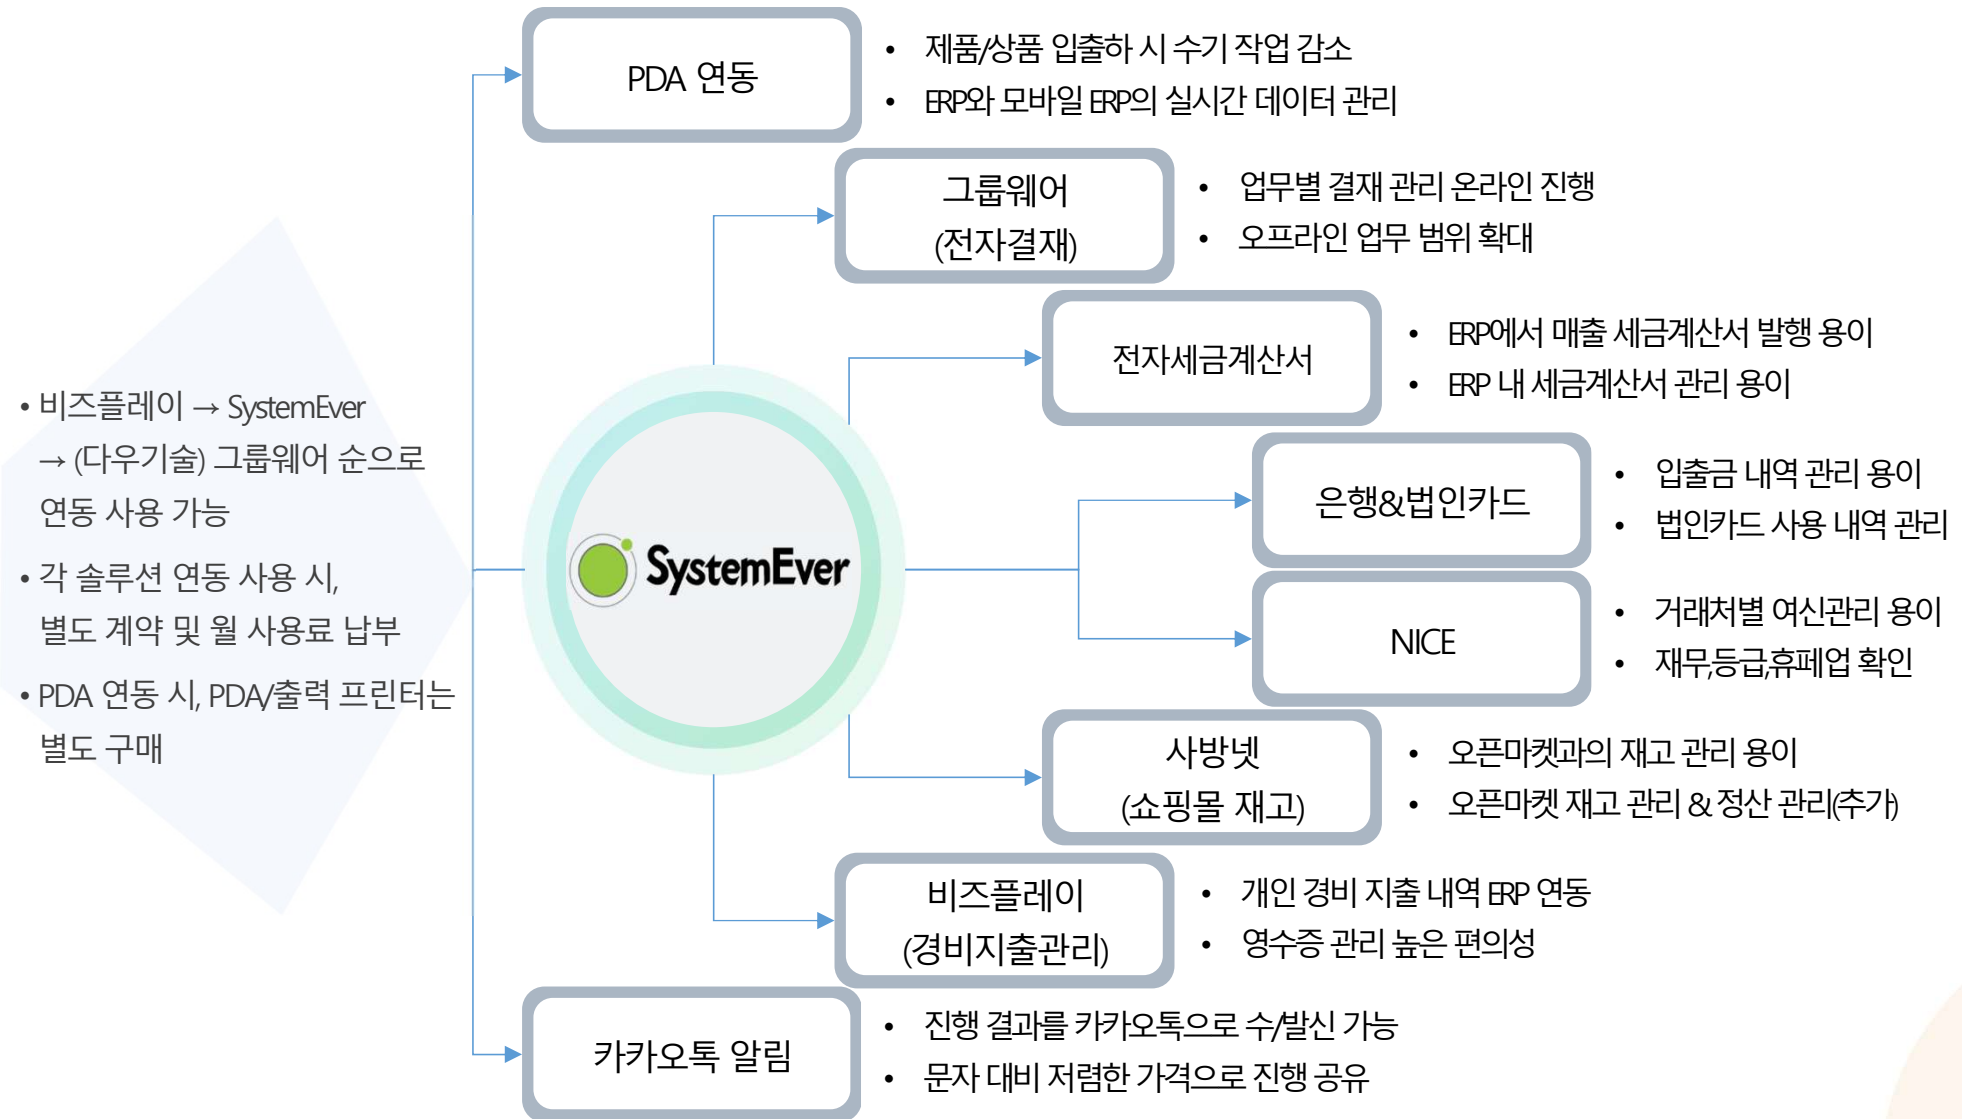 PDA 연동
• 제품/상품 입출하 시 수기 작업 감소
• ERP와 모바일 ERP의 실시간 데이터 관리
그룹웨어
(전자결재)
• 업무별 결재 관리 온라인 진행
• 오프라인 업무 범위 확대
전자세금계산서
• ERP에서 매출 세금계산서 발행 용이
• ERP 내 세금계산서 관리 용이
• 비즈플레이 → SystemEver
→ (다우기술) 그룹웨어 순으로
연동 사용 가능
• 각 솔루션 연동 사용 시,
별도 계약 및 월 사용료 납부
• PDA 연동 시, PDA/출력 프린터는
별도 구매
SystemEver
은행&법인카드
• 입출금 내역 관리 용이
• 법인카드 사용 내역 관리
NICE
• 거래처별 여신관리 용이
• 재무,등급,휴폐업 확인
사방넷
(쇼핑몰 재고)
• 오픈마켓과의 재고 관리 용이
• 오픈마켓 재고 관리 & 정산 관리(추가)
비즈플레이
(경비지출관리)
• 개인 경비 지출 내역 ERP 연동
• 영수증 관리 높은 편의성
카카오톡 알림
• 진행 결과를 카카오톡으로 수/발신 가능
• 문자 대비 저렴한 가격으로 진행 공유